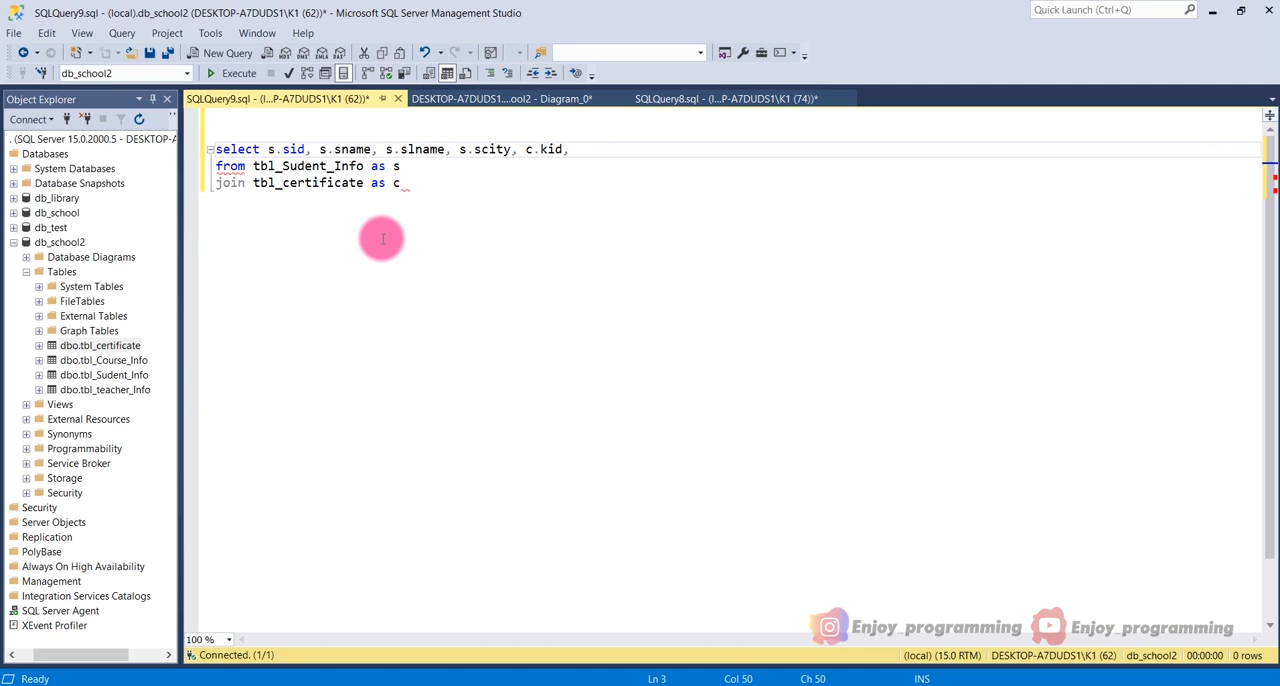 SQLQuery9.sql - (local).db_school2 (DESKTOP-A7DUDS1\K1 (62))* - Microsoft SQL Server Management Studio
Quick Launch (Ctrl+Q)
File Edit View Query Project Tools Window Help
New Query
db_school2 Execute
Object Explorer
SQLQuery9.sql - (l...P-A7DUDS1\K1 (62))* DESKTOP-A7DUDS1....ool2 - Diagram_0* SQLQuery8.sql - (l...P-A7DUDS1\K1 (74))*
Connect
. (SQL Server 15.0.2000.5 - DESKTOP-A
Databases
System Databases
Database Snapshots
db_library
db_school
db_test
db_school2
Database Diagrams
Tables
System Tables
FileTables
External Tables
Graph Tables
dbo.tbl_certificate
dbo.tbl_Course_Info
dbo.tbl_Sudent_Info
dbo.tbl_teacher_Info
Views
External Resources
Synonyms
Programmability
Service Broker
Storage
Security
Security
Server Objects
Replication
PolyBase
Always On High Availability
Management
Integration Services Catalogs
SQL Server Agent
XEvent Profiler
select s.sid, s.sname, s.slname, s.scity, c.kid,
from tbl_Sudent_Info as s
join tbl_certificate as c
Enjoy_programming Enjoy_programming
100 %
Connected. (1/1) (local) (15.0 RTM) DESKTOP-A7DUDS1\K1 (62) db_school2 00:00:00 0 rows
Ready Ln 3 Col 50 Ch 50 INS